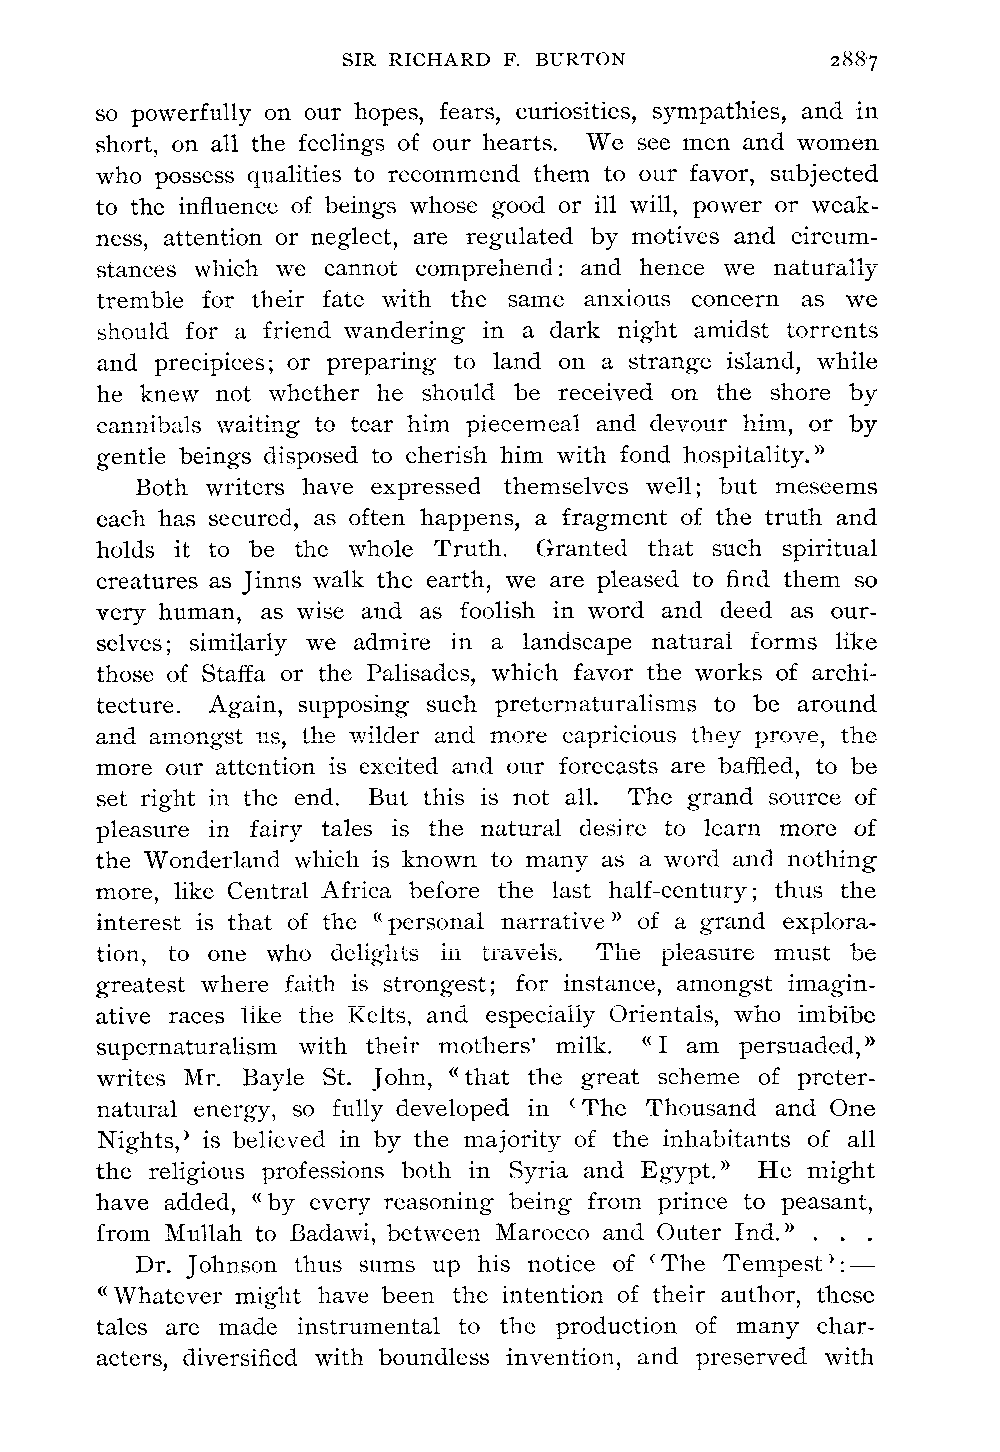 SIR RICHARD F. BURTON 2887
so powerfully on our hopes, fears, curiosities, sympathies, and in
short, on all the feelings of our hearts. We see men and women
who possess qualities to recommend them to our favor, subjected
to the influence of beings whose good or ill will, power or weak-
ness, attention or neglect, are regulated by motives and circum-
stances which we cannot comprehend: and hence we naturally
tremble for their fate with the same anxious concern as we
should for a friend wandering in a dark night amidst torrents
and precipices; or preparing to land on a strange island, while
he knew not whether he should be received on the shore by
cannibals waiting to tear him piecemeal and devour him, or by
gentle beings disposed to cherish him with fond hospitality.»
Both writers have expressed themselves well; but meseems
each has secured, as often happens, a fragment of the truth and
holds it to be the whole Truth. Granted that such spiritual
creatures as Jinns walk the earth, we are pleased to find them so
very human, as wise and as foolish in word and deed as our-
selves; similarly we admire in a landscape natural forms like
those of Staffa or the Palisades, which favor the works of archi-
tecture. Again, supposing such preternaturalisms to be around
and amongst us, the wilder and more capricious they prove, the
more our attention is excited and our forecasts are baffled, to be
set right in the end. But this is not all. The grand source of
pleasure in fairy tales is the natural desire to learn more of
the Wonderland which is known to many as a word and nothing
more, like Central Africa before the last half-century; thus the
interest is that of the «personal narrative» of a grand explora-
tion, to one who delights in travels. The pleasure must be
greatest where faith is strongest; for instance, amongst imagin-
ative races like the Kelts, and especially Orientals, who imbibe
supernaturalism with their mothers' milk. «I am persuaded,»
writes Mr. Bayle St. John, «that the great scheme of preter-
natural energy, so fully developed in ‹The Thousand and One
Nights,› is believed in by the majority of the inhabitants of all
the religious professions both in Syria and Egypt.» He might
have added, «by every reasoning being from prince to peasant,
from Mullah to Badawi, between Marocco and Outer Ind.» . . .
Dr. Johnson thus sums up his notice of ‹The Tempest›:—
«Whatever might have been the intention of their author, these
tales are made instrumental to the production of many char-
acters, diversified with boundless invention, and preserved with